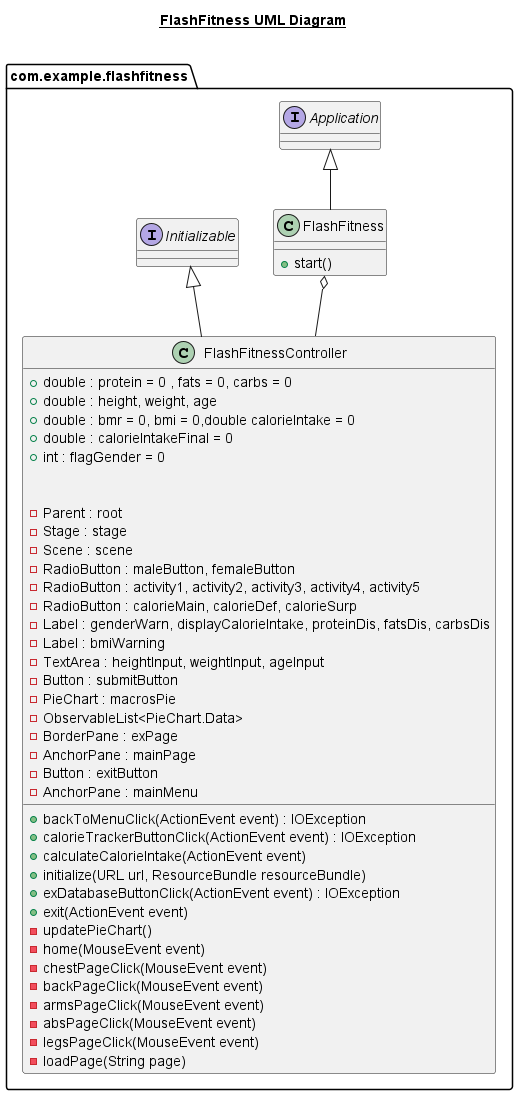 FlashFitness UML Diagram
com.example.flashfitness
I Application
C FlashFitness
start()
I Initializable
C FlashFitnessController
double : protein = 0 , fats = 0, carbs = 0
double : height, weight, age
double : bmr = 0, bmi = 0,double calorieIntake = 0
double : calorieIntakeFinal = 0
int : flagGender = 0
Parent : root
Stage : stage
Scene : scene
RadioButton : maleButton, femaleButton
RadioButton : activity1, activity2, activity3, activity4, activity5
RadioButton : calorieMain, calorieDef, calorieSurp
Label : genderWarn, displayCalorieIntake, proteinDis, fatsDis, carbsDis
Label : bmiWarning
TextArea : heightInput, weightInput, ageInput
Button : submitButton
PieChart : macrosPie
ObservableList<PieChart.Data>
BorderPane : exPage
AnchorPane : mainPage
Button : exitButton
AnchorPane : mainMenu
backToMenuClick(ActionEvent event) : IOException
calorieTrackerButtonClick(ActionEvent event) : IOException
calculateCalorieIntake(ActionEvent event)
initialize(URL url, ResourceBundle resourceBundle)
exDatabaseButtonClick(ActionEvent event) : IOException
exit(ActionEvent event)
updatePieChart()
home(MouseEvent event)
chestPageClick(MouseEvent event)
backPageClick(MouseEvent event)
armsPageClick(MouseEvent event)
absPageClick(MouseEvent event)
legsPageClick(MouseEvent event)
loadPage(String page)